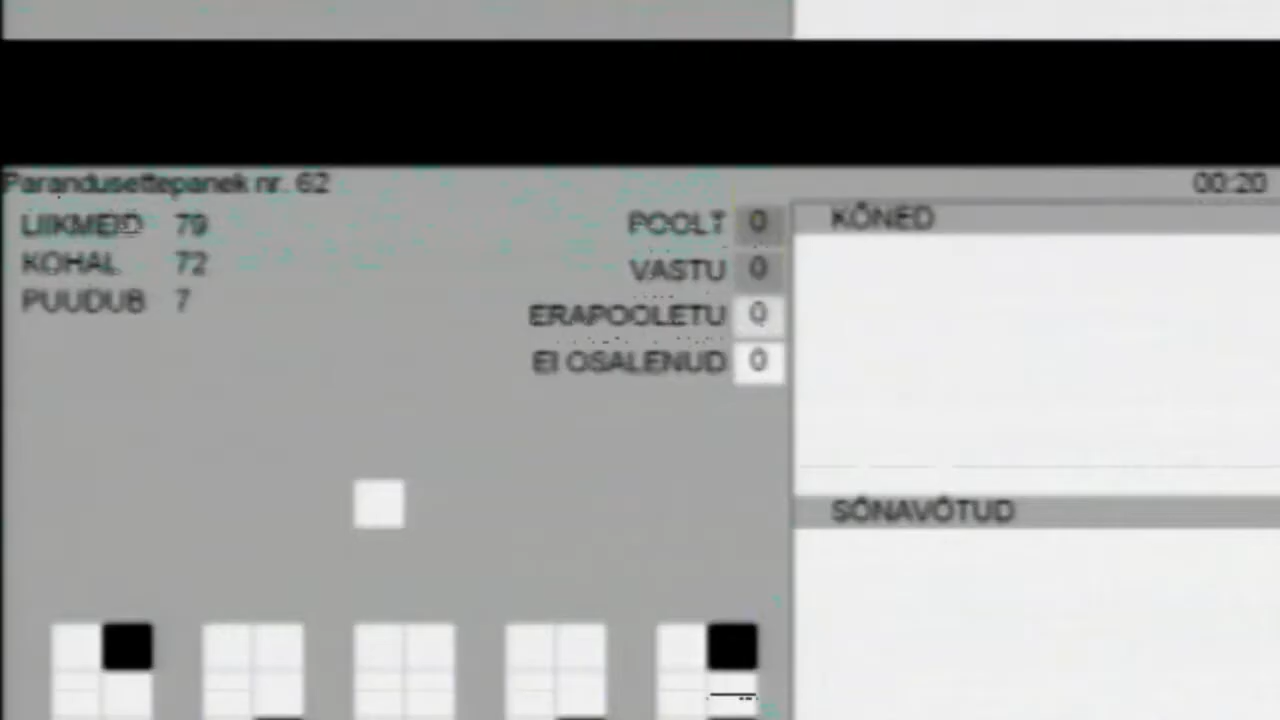 Parandusettepanek nr. 62 00:20
LIIKMEID 79
KOHAL 72
PUUDUB 7
POOLT 0
VASTU 0
ERAPOOLETU 0
EI OSALENUD 0
KÕNED
SÕNAVÕTUD